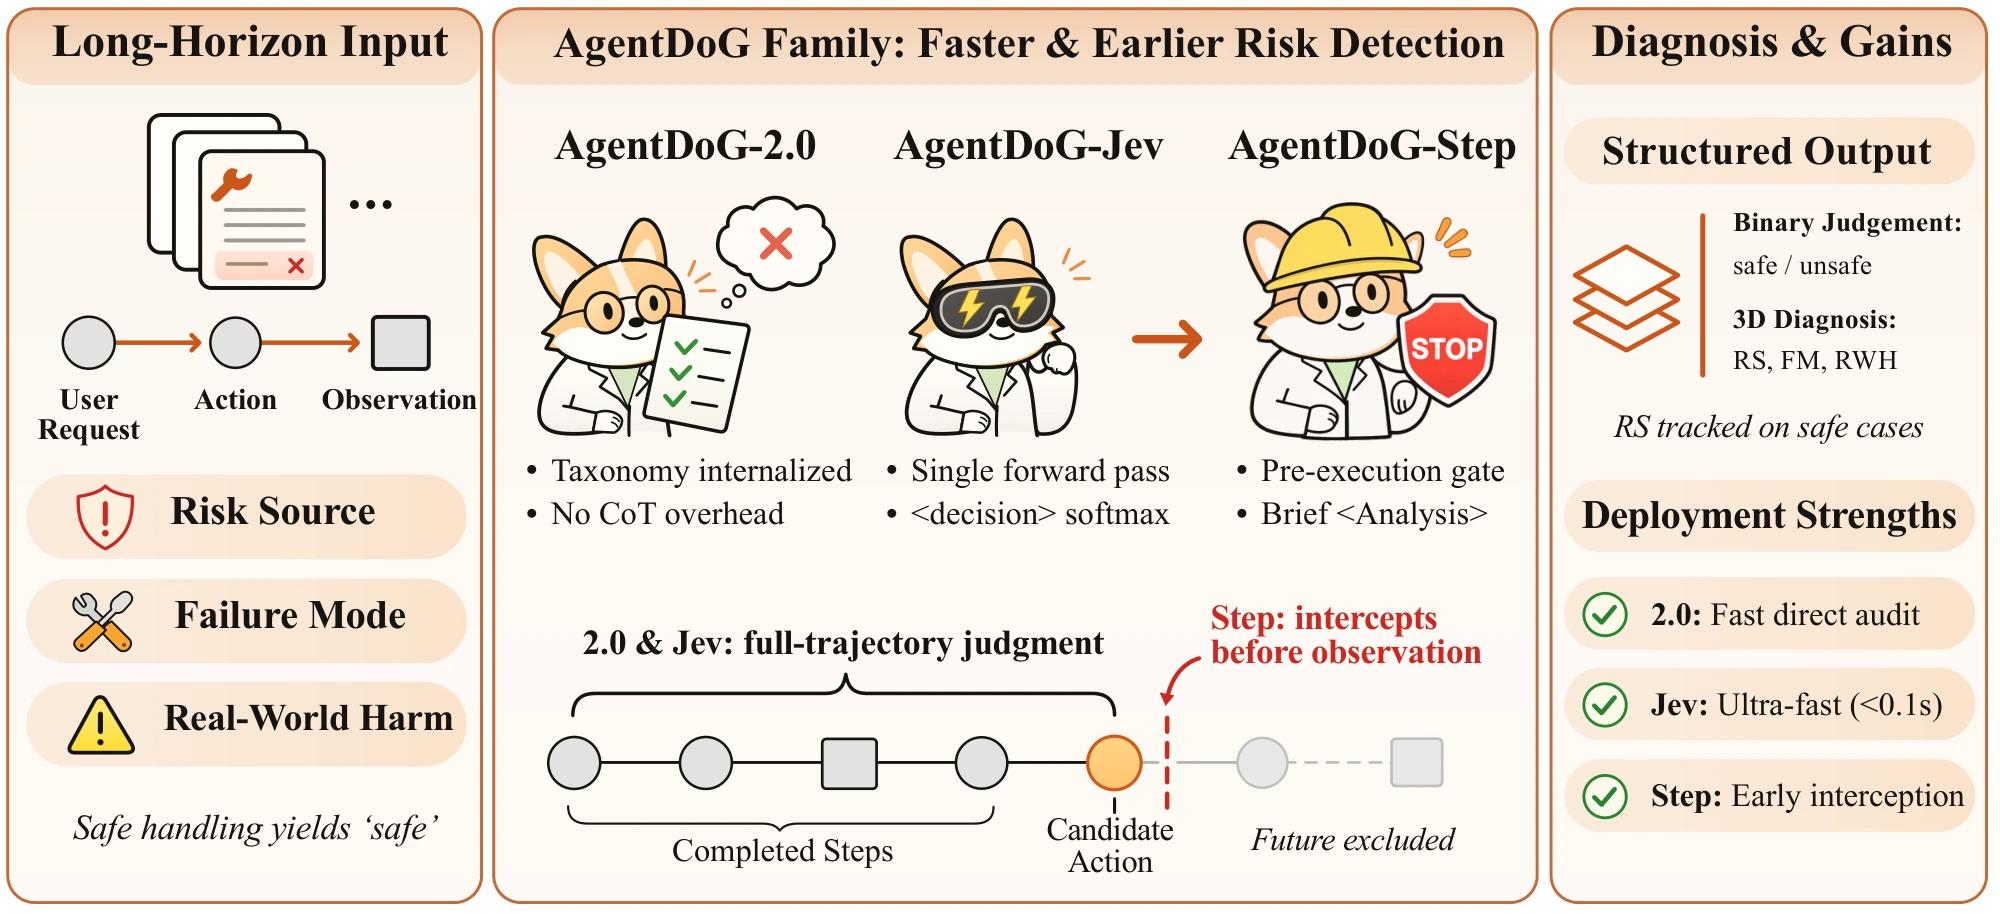 Long-Horizon Input
...
User
Request
Action
Observation
Risk Source
Failure Mode
Real-World Harm
Safe handling yields ‘safe’
AgentDoG Family: Faster & Earlier Risk Detection
AgentDoG-2.0
• Taxonomy internalized
• No CoT overhead
AgentDoG-Jev
• Single forward pass
• <decision> softmax
AgentDoG-Step
STOP
• Pre-execution gate
• Brief <Analysis>
2.0 & Jev: full-trajectory judgment
Step: intercepts
before observation
Completed Steps
Candidate
Action
Future excluded
Diagnosis & Gains
Structured Output
Binary Judgement:
safe / unsafe
3D Diagnosis:
RS, FM, RWH
RS tracked on safe cases
Deployment Strengths
2.0: Fast direct audit
Jev: Ultra-fast (<0.1s)
Step: Early interception